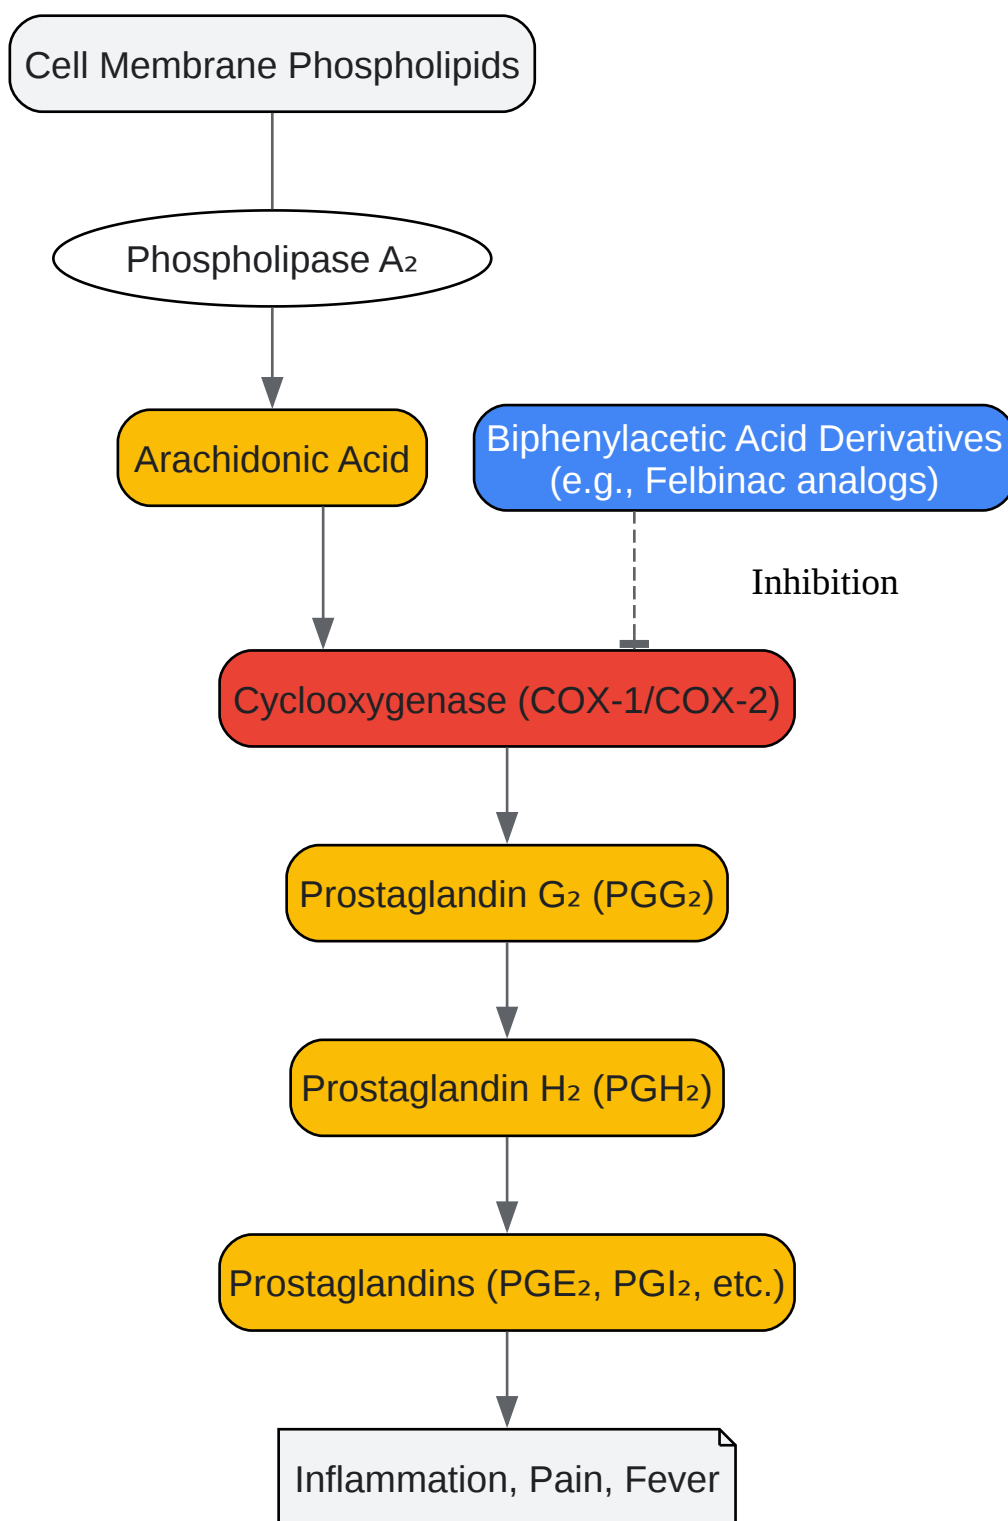 Cell Membrane Phospholipids
Phospholipase A₂
Arachidonic Acid
Biphenylacetic Acid Derivatives
(e.g., Felbinac analogs)
Inhibition
Cyclooxygenase (COX-1/COX-2)
Prostaglandin G₂ (PGG₂)
Prostaglandin H₂ (PGH₂)
Prostaglandins (PGE₂, PGI₂, etc.)
Inflammation, Pain, Fever